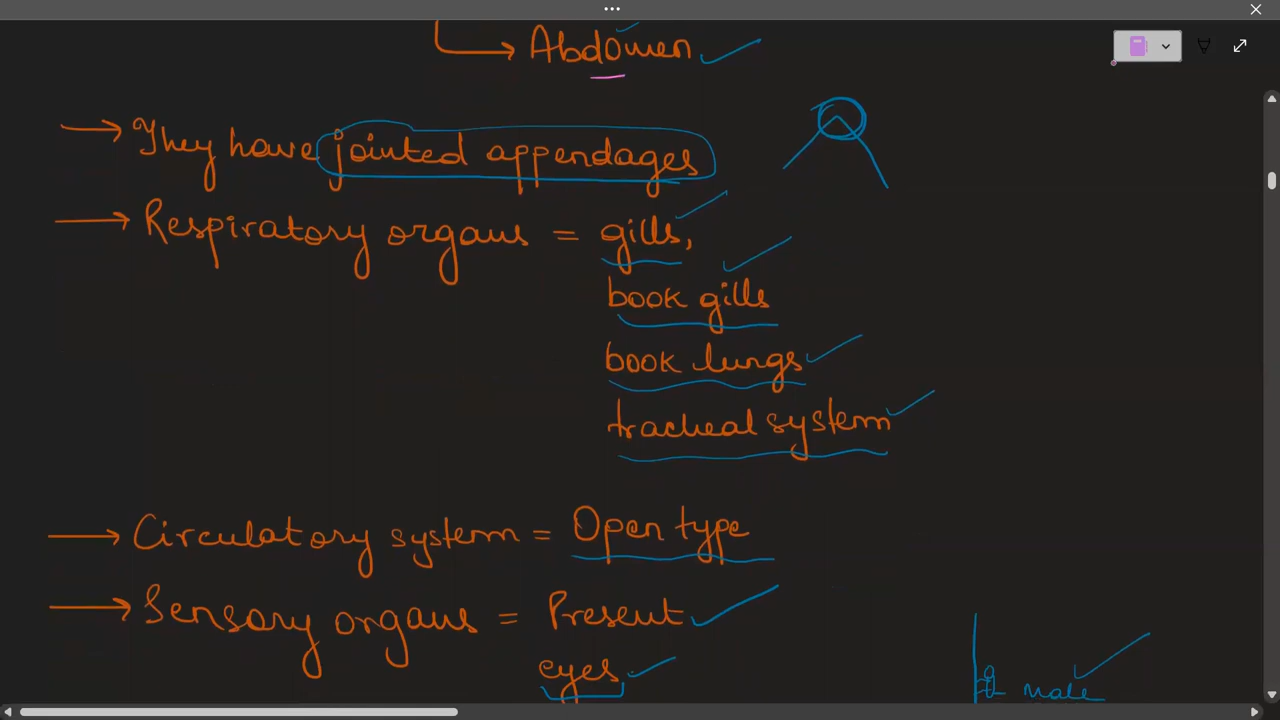 → Abdomen
→ They have jointed appendages
→ Respiratory organs = gills,
book gills
book lungs
tracheal system
→ Circulatory system = Open type
→ Sensory organs = Present
eyes
male